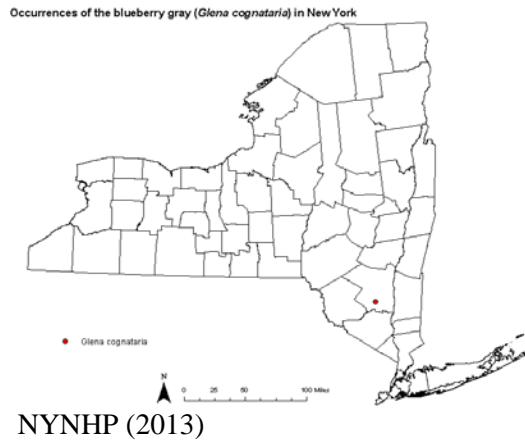 Occurrences of the blueberry gray (Glena cognataria) in New York
Glena cognataria
N
0 25 50 100 Miles
NYNHP (2013)